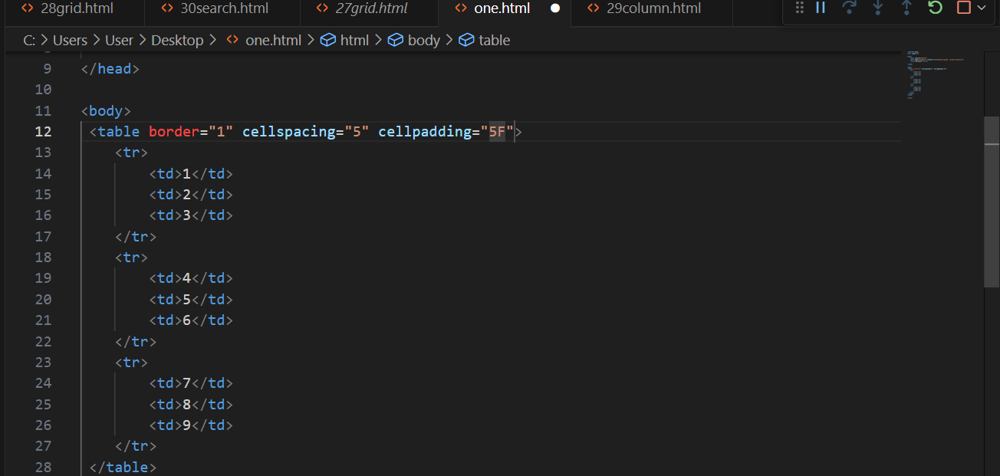 28grid.html 30search.html 27grid.html one.html 29column.html
C: > Users > User > Desktop > one.html > html > body > table
9 </head>
10
11 <body>
12 <table border="1" cellspacing="5" cellpadding="5F">
13 <tr>
14 <td>1</td>
15 <td>2</td>
16 <td>3</td>
17 </tr>
18 <tr>
19 <td>4</td>
20 <td>5</td>
21 <td>6</td>
22 </tr>
23 <tr>
24 <td>7</td>
25 <td>8</td>
26 <td>9</td>
27 </tr>
28 </table>